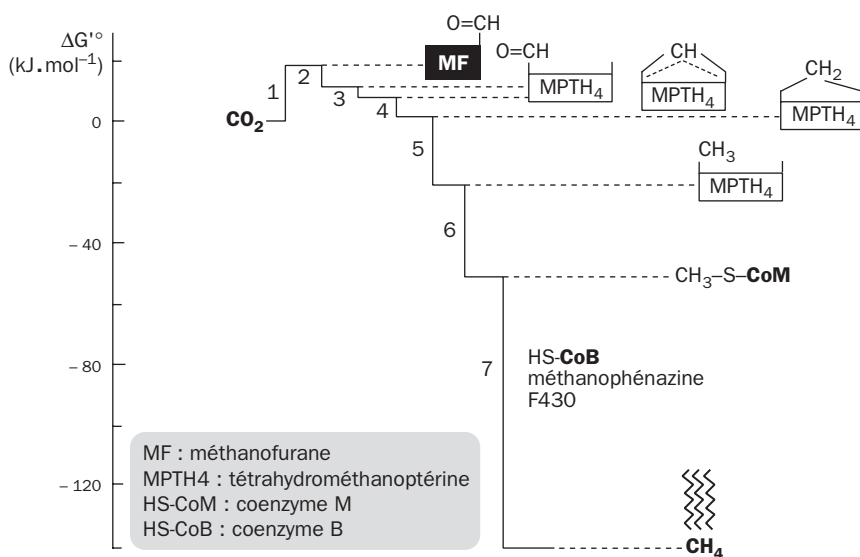 ΔG'°
(kJ.mol⁻¹)
0
– 40
– 80
– 120
CO₂
1
2
3
4
5
6
7
O=CH
MF
O=CH
MPTH₄
CH
MPTH₄
CH₂
MPTH₄
CH₃
MPTH₄
CH₃–S–CoM
HS-CoB
méthanophénazine
F430
CH₄
MF : méthanofurane
MPTH4 : tétrahydrométhanoptérine
HS-CoM : coenzyme M
HS-CoB : coenzyme B